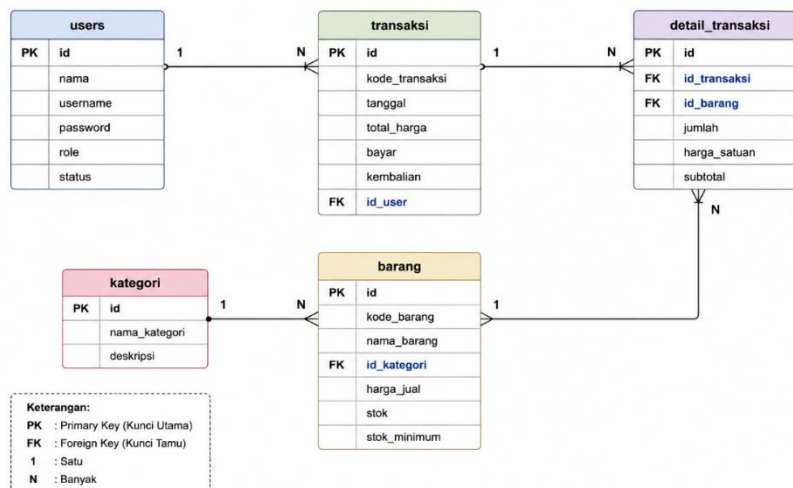 users
PK id
nama
username
password
role
status
1
N
transaksi
PK id
kode_transaksi
tanggal
total_harga
bayar
kembalian
FK id_user
1
N
detail_transaksi
PK id
FK id_transaksi
FK id_barang
jumlah
harga_satuan
subtotal
N
kategori
PK id
nama_kategori
deskripsi
1
N
barang
PK id
kode_barang
nama_barang
FK id_kategori
harga_jual
stok
stok_minimum
1
Keterangan:
PK : Primary Key (Kunci Utama)
FK : Foreign Key (Kunci Tamu)
1 : Satu
N : Banyak